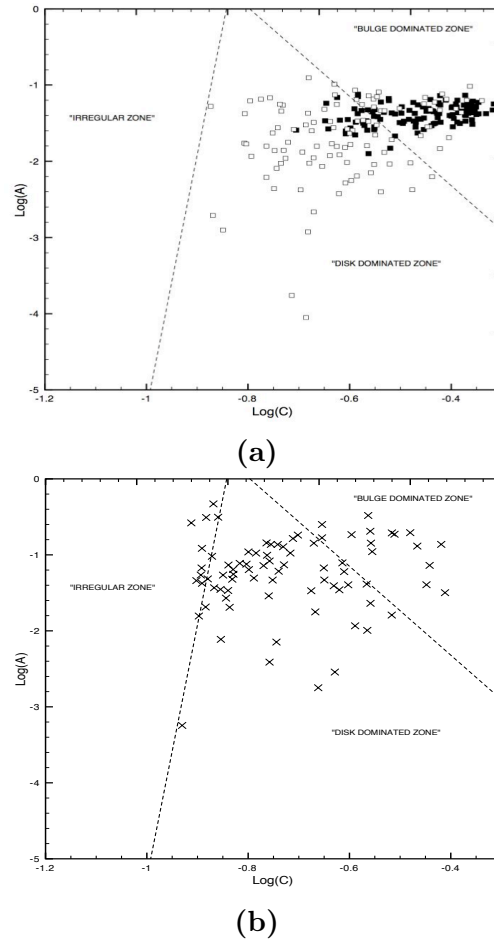 0
"BULGE DOMINATED ZONE"
-1
"IRREGULAR ZONE"
-2
Log(A)
-3
"DISK DOMINATED ZONE"
-4
-5
-1.2 -1 -0.8 -0.6 -0.4
Log(C)
(a)
0
"BULGE DOMINATED ZONE"
-1
"IRREGULAR ZONE"
-2
Log(A)
-3
"DISK DOMINATED ZONE"
-4
-5
-1.2 -1 -0.8 -0.6 -0.4
Log(C)
(b)